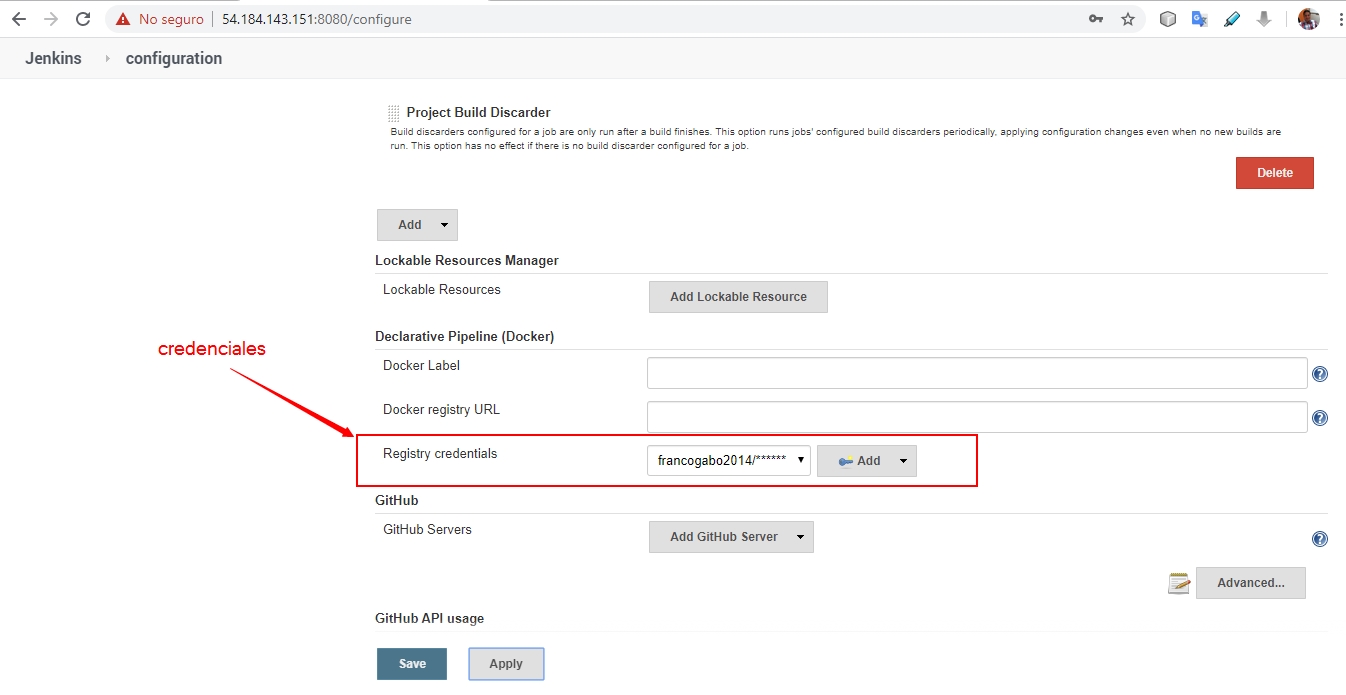 No seguro
54.184.143.151:8080/configure
Jenkins
configuration
Project Build Discarder
Build discarders configured for a job are only run after a build finishes. This option runs jobs' configured build discarders periodically, applying configuration changes even when no new builds are
run. This option has no effect if there is no build discarder configured for a job.
Delete
Add
Lockable Resources Manager
Lockable Resources
Add Lockable Resource
Declarative Pipeline (Docker)
credenciales
Docker Label
Docker registry URL
Registry credentials
francogabo2014/******
Add
GitHub
GitHub Servers
Add GitHub Server
Advanced...
GitHub API usage
Save
Apply